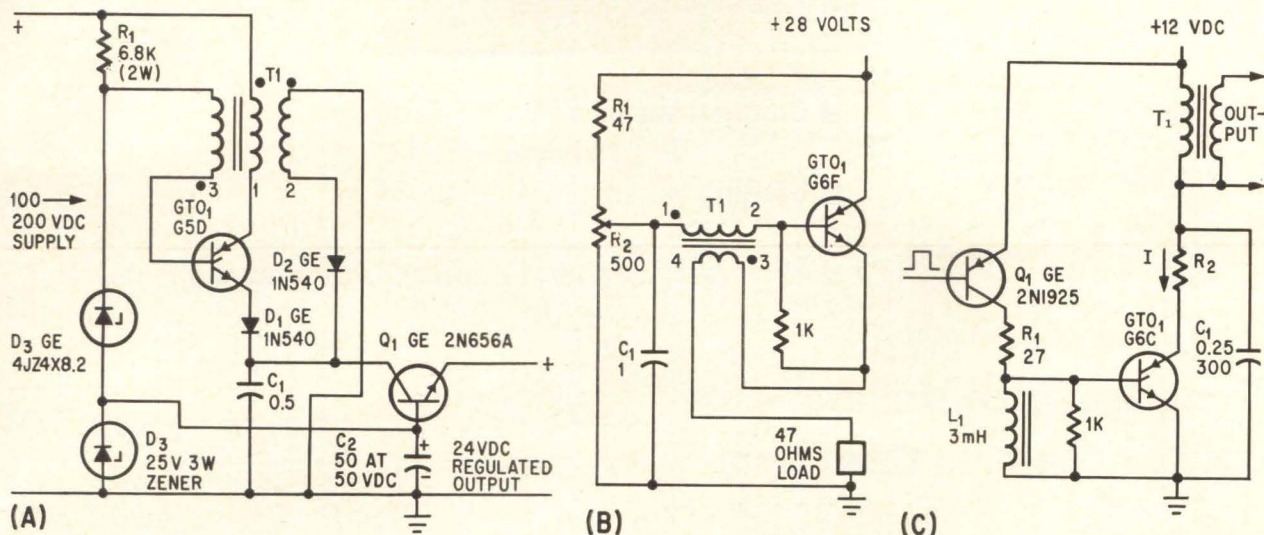 +
R1
6.8K
(2W)
T1
3
1
2
100
200 VDC
SUPPLY
GTO1
G5D
D2 GE
1N540
D1 GE
1N540
D3 GE
4JZ4X8.2
Q1 GE 2N656A
+
C1
0.5
D3
25V 3W
ZENER
C2
50 AT
50 VDC
+
−
24VDC
REGULATED
OUTPUT
(A)
+28 VOLTS
R1
47
GTO1
G6F
1
T1
2
R2
500
4
3
1K
C1
1
47
OHMS
LOAD
(B)
+12 VDC
T1
OUT-
PUT
I
R2
Q1 GE
2N1925
R1
27
GTO1
G6C
C1
0.25
300
L1
3mH
1K
(C)